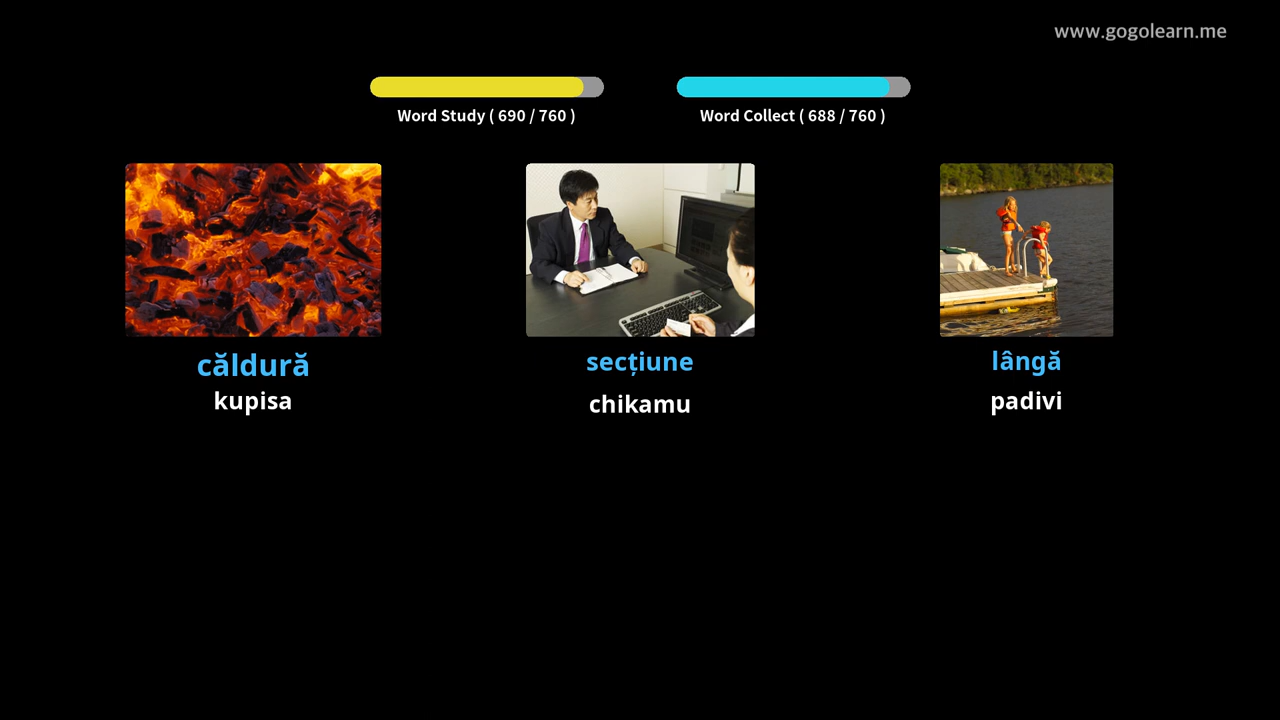 www.gogolearn.me
Word Study ( 690 / 760 )
Word Collect ( 688 / 760 )
căldură
kupisa
secțiune
chikamu
lângă
padivi